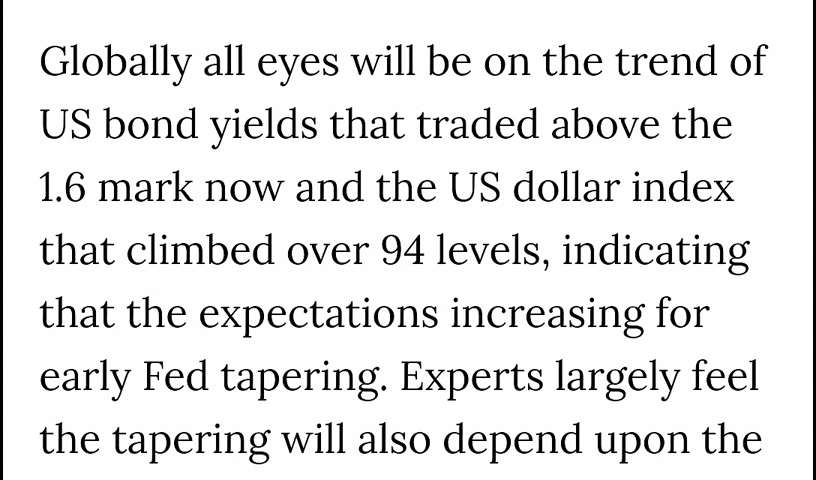 Globally all eyes will be on the trend of
US bond yields that traded above the
1.6 mark now and the US dollar index
that climbed over 94 levels, indicating
that the expectations increasing for
early Fed tapering. Experts largely feel
the tapering will also depend upon the